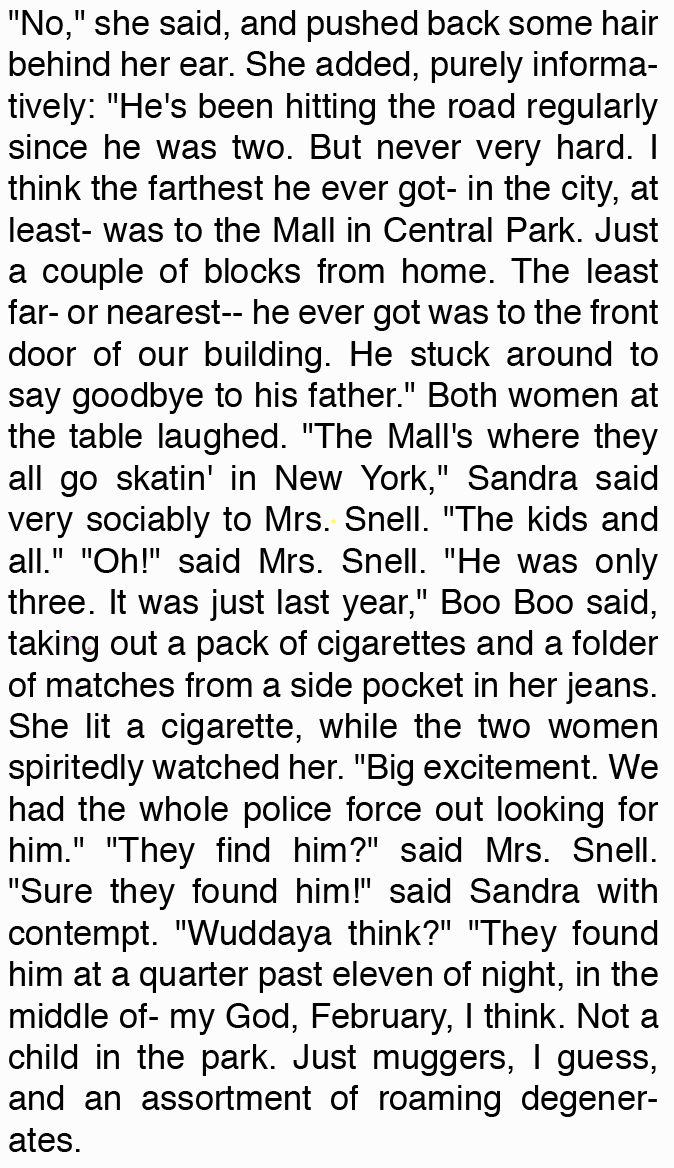 "No," she said, and pushed back some hair
behind her ear. She added, purely informa-
tively: "He's been hitting the road regularly
since he was two. But never very hard. I
think the farthest he ever got- in the city, at
least- was to the Mall in Central Park. Just
a couple of blocks from home. The least
far- or nearest-- he ever got was to the front
door of our building. He stuck around to
say goodbye to his father." Both women at
the table laughed. "The Mall's where they
all go skatin' in New York," Sandra said
very sociably to Mrs. Snell. "The kids and
all." "Oh!" said Mrs. Snell. "He was only
three. It was just last year," Boo Boo said,
taking out a pack of cigarettes and a folder
of matches from a side pocket in her jeans.
She lit a cigarette, while the two women
spiritedly watched her. "Big excitement. We
had the whole police force out looking for
him." "They find him?" said Mrs. Snell.
"Sure they found him!" said Sandra with
contempt. "Wuddaya think?" "They found
him at a quarter past eleven of night, in the
middle of- my God, February, I think. Not a
child in the park. Just muggers, I guess,
and an assortment of roaming degener-
ates.